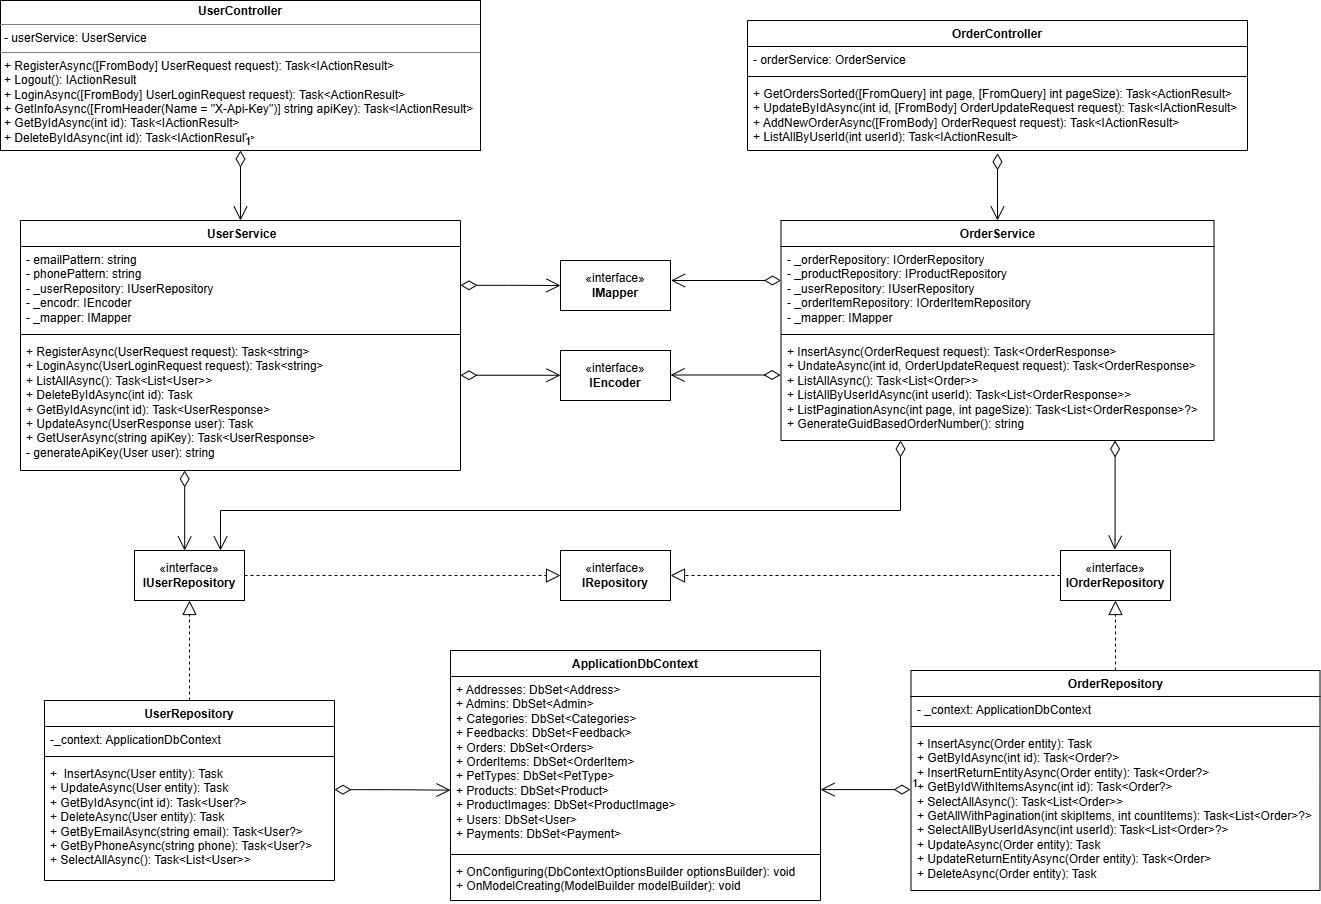 UserController
- userService: UserService
+ RegisterAsync([FromBody] UserRequest request): Task<IActionResult>
+ Logout(): IActionResult
+ LoginAsync([FromBody] UserLoginRequest request): Task<ActionResult>
+ GetInfoAsync([FromHeader(Name = "X-Api-Key")] string apiKey): Task<IActionResult>
+ GetByIdAsync(int id): Task<IActionResult>
+ DeleteByIdAsync(int id): Task<IActionResult>
1
OrderController
- orderService: OrderService
+ GetOrdersSorted([FromQuery] int page, [FromQuery] int pageSize): Task<ActionResult>
+ UpdateByIdAsync(int id, [FromBody] OrderUpdateRequest request): Task<IActionResult>
+ AddNewOrderAsync([FromBody] OrderRequest request): Task<IActionResult>
+ ListAllByUserId(int userId): Task<IActionResult>
UserService
- emailPattern: string
- phonePattern: string
- _userRepository: IUserRepository
- _encodr: IEncoder
- _mapper: IMapper
+ RegisterAsync(UserRequest request): Task<string>
+ LoginAsync(UserLoginRequest request): Task<string>
+ ListAllAsync(): Task<List<User>>
+ DeleteByIdAsync(int id): Task
+ GetByIdAsync(int id): Task<UserResponse>
+ UpdateAsync(UserResponse user): Task
+ GetUserAsync(string apiKey): Task<UserResponse>
- generateApiKey(User user): string
«interface»
IMapper
«interface»
IEncoder
OrderService
- _orderRepository: IOrderRepository
- _productRepository: IProductRepository
- _userRepository: IUserRepository
- _orderItemRepository: IOrderItemRepository
- _mapper: IMapper
+ InsertAsync(OrderRequest request): Task<OrderResponse>
+ UndateAsync(int id, OrderUpdateRequest request): Task<OrderResponse>
+ ListAllAsync(): Task<List<Order>>
+ ListAllByUserIdAsync(int userId): Task<List<OrderResponse>>
+ ListPaginationAsync(int page, int pageSize): Task<List<OrderResponse>?>
+ GenerateGuidBasedOrderNumber(): string
«interface»
IUserRepository
«interface»
IRepository
«interface»
IOrderRepository
UserRepository
-_context: ApplicationDbContext
+ InsertAsync(User entity): Task
+ UpdateAsync(User entity): Task
+ GetByIdAsync(int id): Task<User?>
+ DeleteAsync(User entity): Task
+ GetByEmailAsync(string email): Task<User?>
+ GetByPhoneAsync(string phone): Task<User?>
+ SelectAllAsync(): Task<List<User>>
ApplicationDbContext
+ Addresses: DbSet<Address>
+ Admins: DbSet<Admin>
+ Categories: DbSet<Categories>
+ Feedbacks: DbSet<Feedback>
+ Orders: DbSet<Orders>
+ OrderItems: DbSet<OrderItem>
+ PetTypes: DbSet<PetType>
+ Products: DbSet<Product>
+ ProductImages: DbSet<ProductImage>
+ Users: DbSet<User>
+ Payments: DbSet<Payment>
+ OnConfiguring(DbContextOptionsBuilder optionsBuilder): void
+ OnModelCreating(ModelBuilder modelBuilder): void
OrderRepository
- _context: ApplicationDbContext
+ InsertAsync(Order entity): Task
+ GetByIdAsync(int id): Task<Order?>
+ InsertReturnEntityAsync(Order entity): Task<Order?>
1
+ GetByIdWithItemsAsync(int id): Task<Order?>
+ SelectAllAsync(): Task<List<Order>>
+ GetAllWithPagination(int skipItems, int countItems): Task<List<Order>?>
+ SelectAllByUserIdAsync(int userId): Task<List<Order>?>
+ UpdateAsync(Order entity): Task
+ UpdateReturnEntityAsync(Order entity): Task<Order>
+ DeleteAsync(Order entity): Task